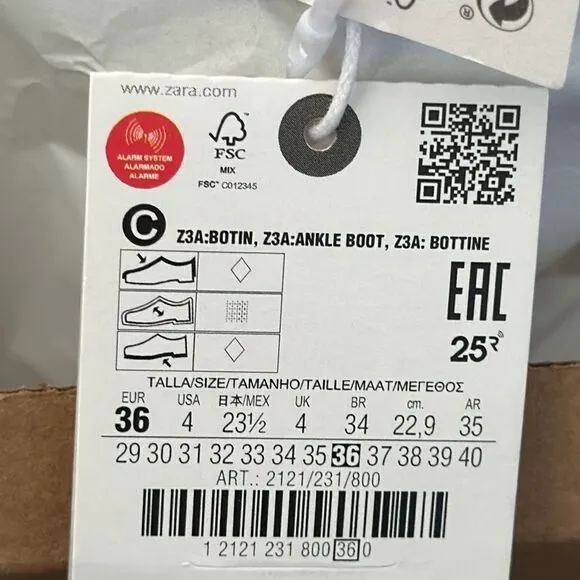 www.zara.com
ALARM SYSTEM
ALARMADO
ALARME
FSC
MIX
FSC™ C012345
C Z3A:BOTIN, Z3A:ANKLE BOOT, Z3A: BOTTINE
EAC
25R
TALLA/SIZE/TAMANHO/TAILLE/MAAT/ΜΕΓΕΘΟΣ
EUR USA 日本/MEX UK BR cm. AR
36 4 23½ 4 34 22,9 35
29 30 31 32 33 34 35 36 37 38 39 40
ART.: 2121/231/800
1 2121 231 800 36 0